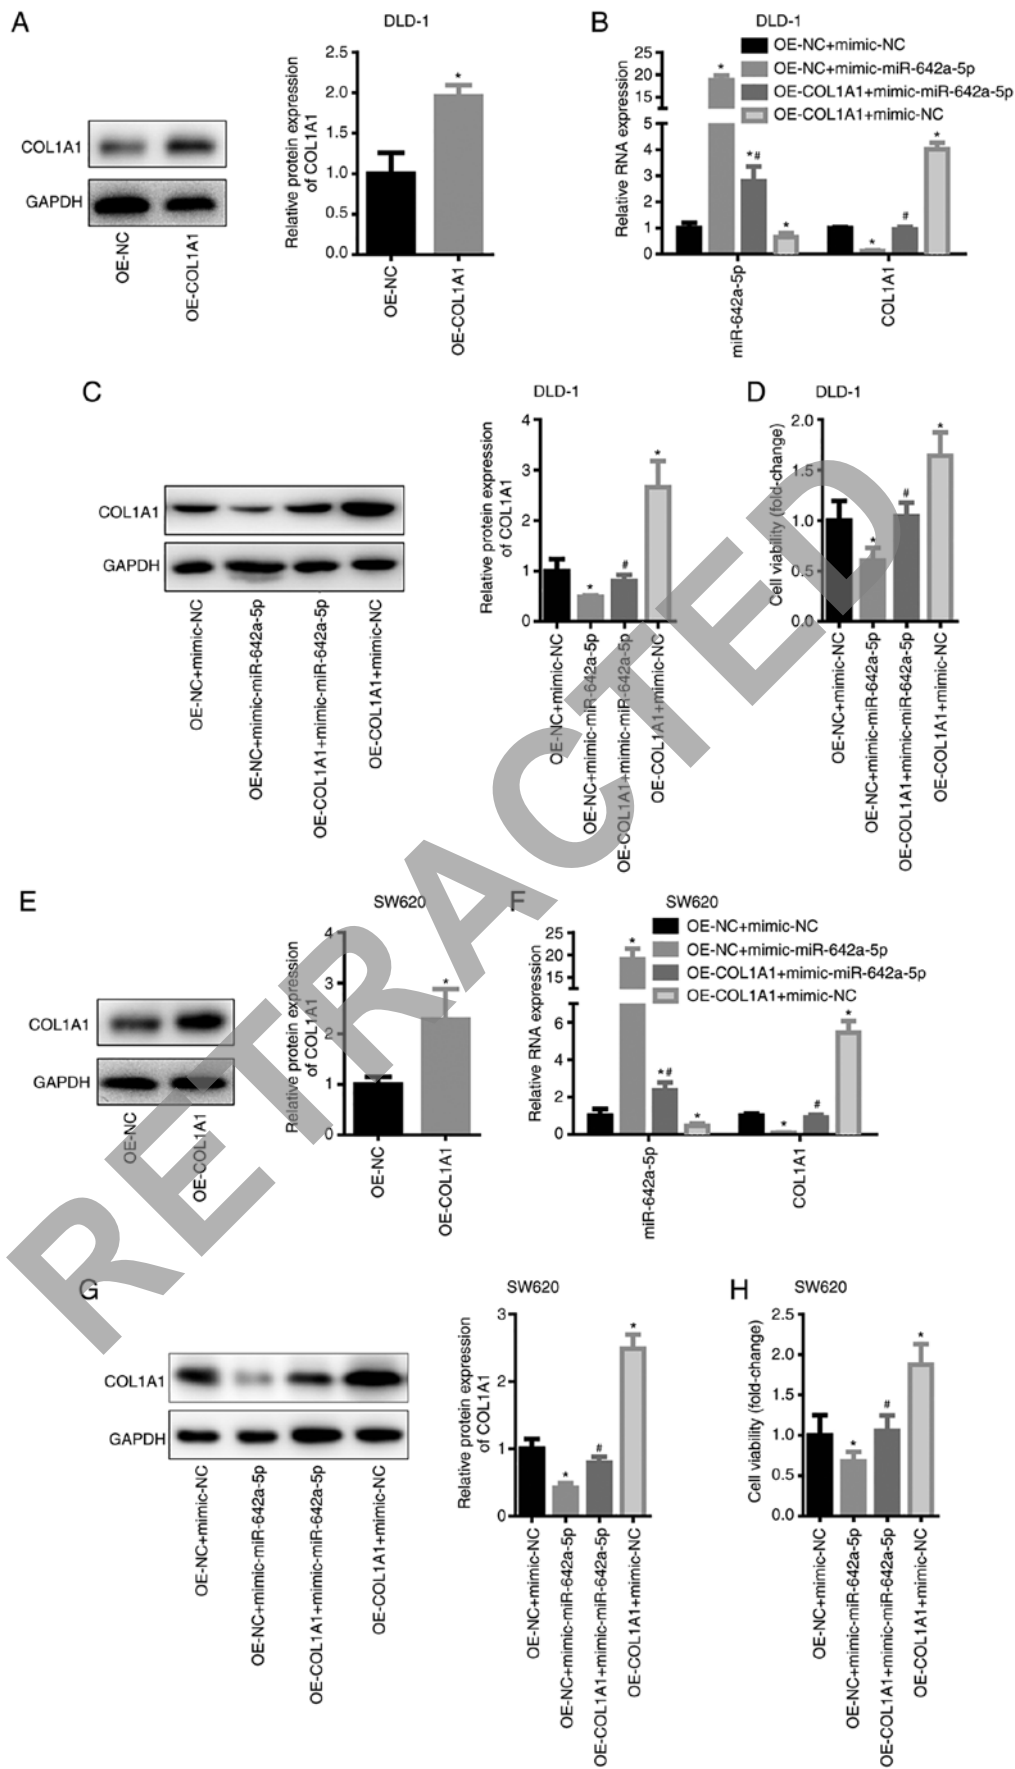 A
DLD-1
COL1A1
GAPDH
OE-NC
OE-COL1A1
Relative protein expression
of COL1A1
2.5
2.0
1.5
1.0
0.5
0.0
*
OE-NC
OE-COL1A1
B
DLD-1
OE-NC+mimic-NC
OE-NC+mimic-miR-642a-5p
OE-COL1A1+mimic-miR-642a-5p
OE-COL1A1+mimic-NC
Relative RNA expression
25
20
15
5
4
3
2
1
0
*
*#
*
*
#
*
miR-642a-5p
COL1A1
C
COL1A1
GAPDH
OE-NC+mimic-NC
OE-NC+mimic-miR-642a-5p
OE-COL1A1+mimic-miR-642a-5p
OE-COL1A1+mimic-NC
DLD-1
Relative protein expression
of COL1A1
4
3
2
1
0
*
#
*
OE-NC+mimic-NC
OE-NC+mimic-miR-642a-5p
OE-COL1A1+mimic-miR-642a-5p
OE-COL1A1+mimic-NC
D
DLD-1
Cell viability (fold-change)
2.0
1.5
1.0
0.5
0.0
*
#
*
OE-NC+mimic-NC
OE-NC+mimic-miR-642a-5p
OE-COL1A1+mimic-miR-642a-5p
OE-COL1A1+mimic-NC
RETRACTED
E
COL1A1
GAPDH
OE-NC
OE-COL1A1
SW620
Relative protein expression
of COL1A1
4
3
2
1
0
*
OE-NC
OE-COL1A1
F
SW620
OE-NC+mimic-NC
OE-NC+mimic-miR-642a-5p
OE-COL1A1+mimic-miR-642a-5p
OE-COL1A1+mimic-NC
Relative RNA expression
25
20
15
6
4
2
0
*
*#
*
*
#
*
miR-642a-5p
COL1A1
G
COL1A1
GAPDH
OE-NC+mimic-NC
OE-NC+mimic-miR-642a-5p
OE-COL1A1+mimic-miR-642a-5p
OE-COL1A1+mimic-NC
SW620
Relative protein expression
of COL1A1
3
2
1
0
*
#
*
OE-NC+mimic-NC
OE-NC+mimic-miR-642a-5p
OE-COL1A1+mimic-miR-642a-5p
OE-COL1A1+mimic-NC
H
SW620
Cell viability (fold-change)
2.5
2.0
1.5
1.0
0.5
0.0
*
#
*
OE-NC+mimic-NC
OE-NC+mimic-miR-642a-5p
OE-COL1A1+mimic-miR-642a-5p
OE-COL1A1+mimic-NC